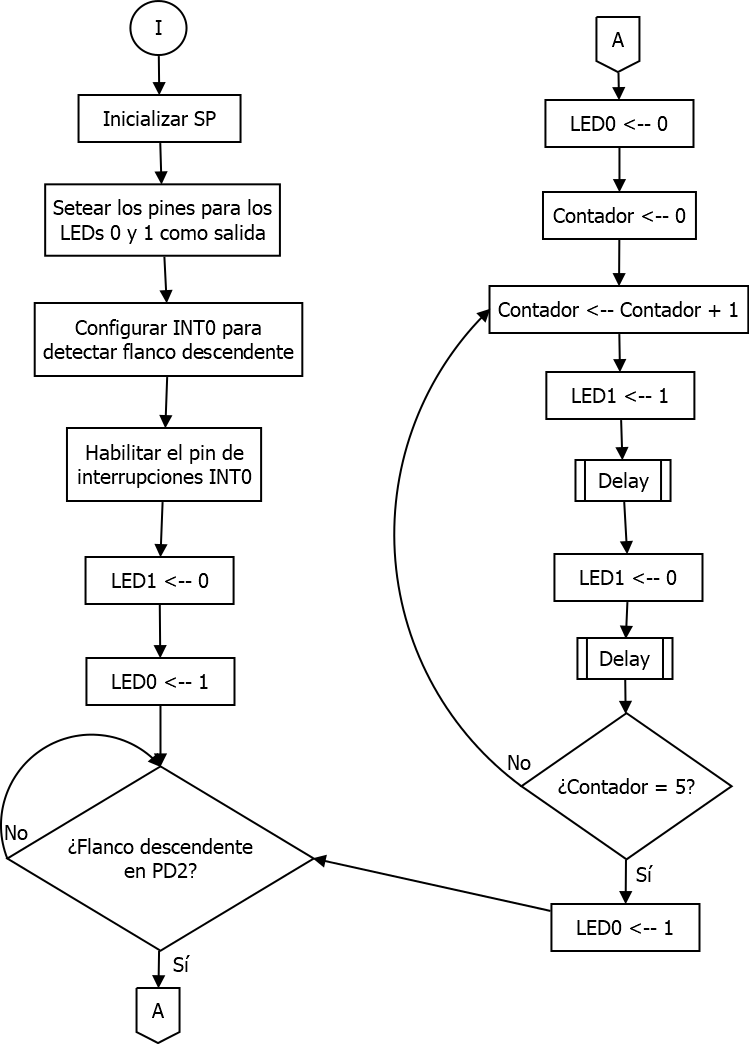 I
Inicializar SP
Setear los pines para los
LEDs 0 y 1 como salida
Configurar INT0 para
detectar flanco descendente
Habilitar el pin de
interrupciones INT0
LED1 <-- 0
LED0 <-- 1
No
¿Flanco descendente
en PD2?
Sí
A
A
LED0 <-- 0
Contador <-- 0
Contador <-- Contador + 1
LED1 <-- 1
Delay
LED1 <-- 0
Delay
No
¿Contador = 5?
Sí
LED0 <-- 1